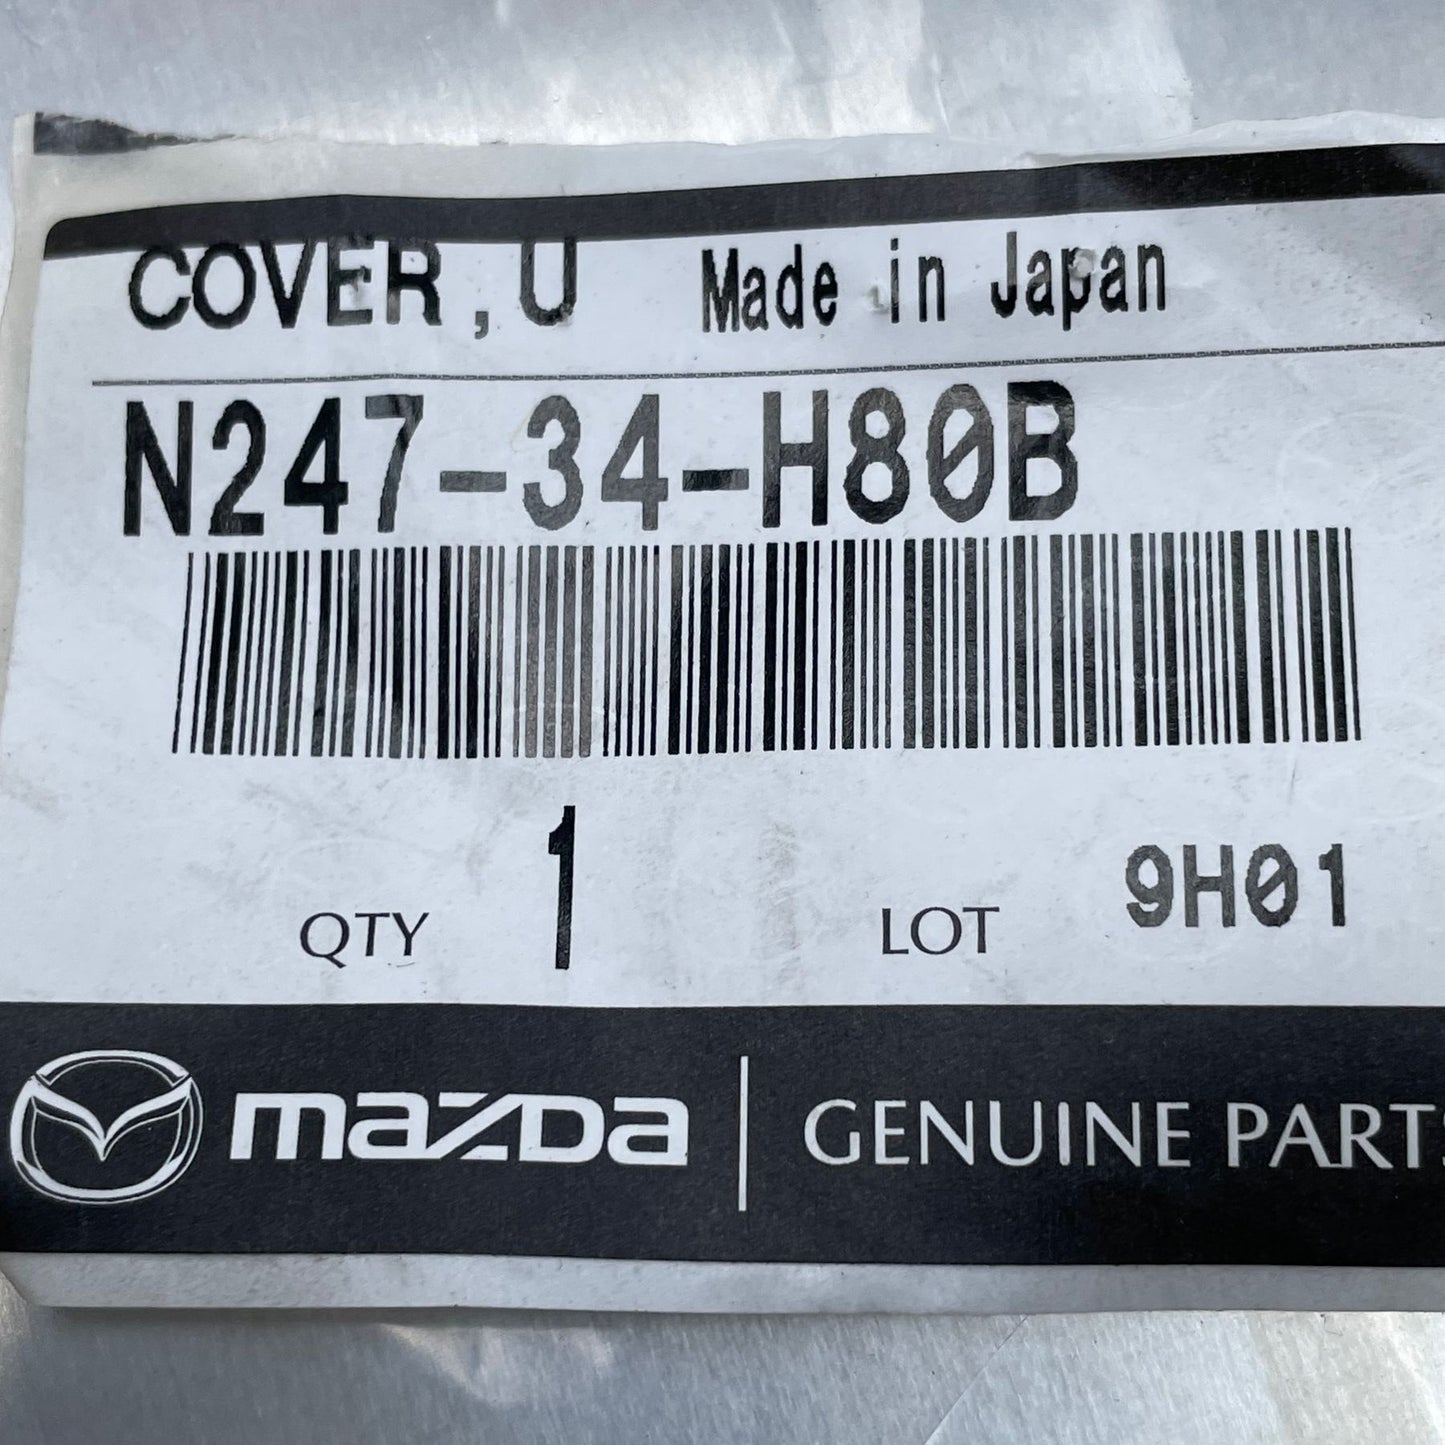 COVER,U Made in Japan
N247-34-H80B
QTY 1 LOT 9H01
mazda GENUINE PARTS